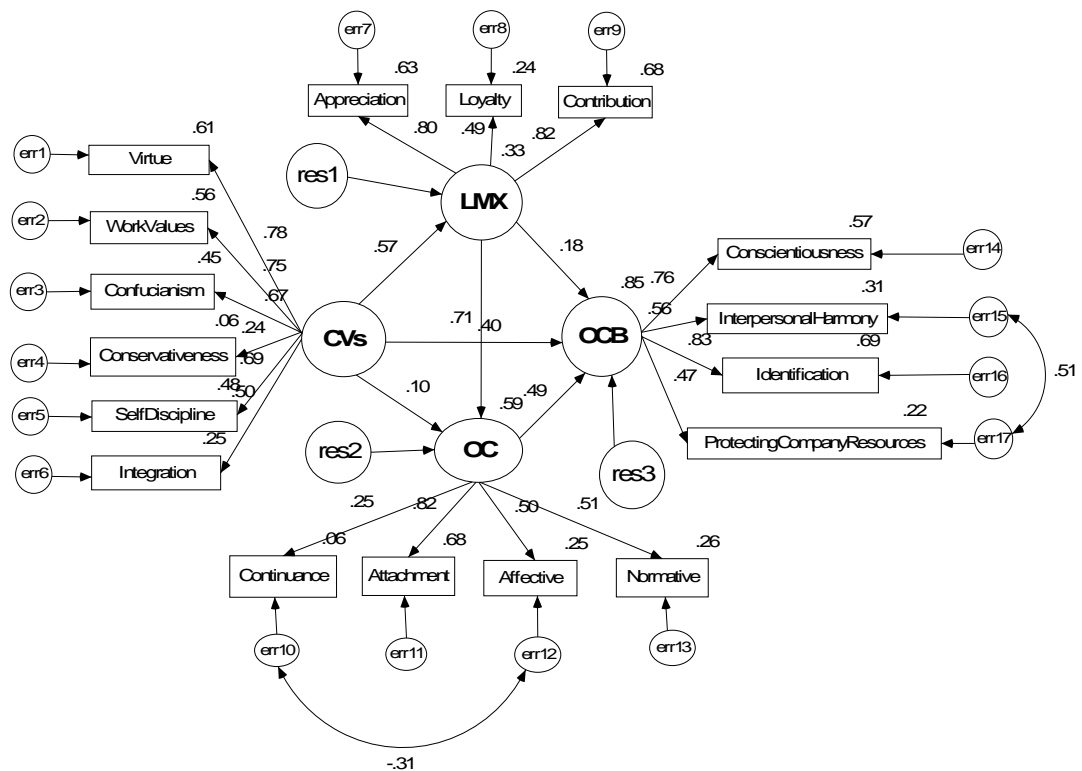 err7
err8
err9
.63
.24
.68
Appreciation
Loyalty
Contribution
.80
.49
.82
.33
.61
err1
Virtue
res1
LMX
.56
err2
WorkValues
.78
.57
.18
.57
Conscientiousness
err14
.45
.75
.85
.76
err3
Confucianism
.67
.31
.06
.24
CVs
.71
.40
OCB
.56
InterpersonalHarmony
err15
err4
Conservativeness
.69
.83
.69
Identification
err16
.51
.48
.50
.10
.59
.49
.47
err5
SelfDiscipline
.22
.25
res2
OC
res3
ProtectingCompanyResources
err17
err6
Integration
.25
.82
.50
.51
.06
.68
.25
.26
Continuance
Attachment
Affective
Normative
err10
err11
err12
err13
-.31